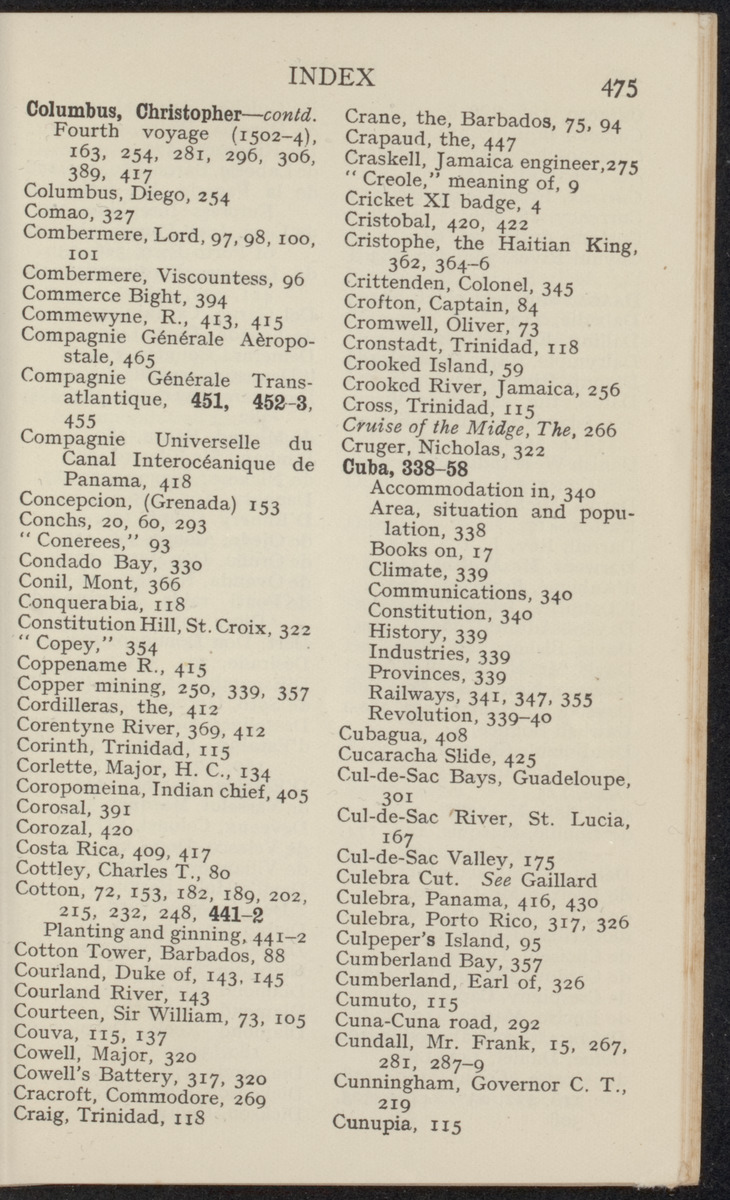 INDEX
475
Columbus, Christopher—contd.
Fourth voyage (1502–4),
163, 254, 281, 296, 306,
389, 417
Columbus, Diego, 254
Comao, 327
Combermere, Lord, 97, 98, 100,
101
Combermere, Viscountess, 96
Commerce Bight, 394
Commewyne, R., 413, 415
Compagnie Générale Aèropo-
stale, 465
Compagnie Générale Trans-
atlantique, 451, 452–3,
455
Compagnie Universelle du
Canal Interocéanique de
Panama, 418
Concepcion, (Grenada) 153
Conchs, 20, 60, 293
" Conerees," 93
Condado Bay, 330
Conil, Mont, 366
Conquerabia, 118
Constitution Hill, St. Croix, 322
" Copey," 354
Coppename R., 415
Copper mining, 250, 339, 357
Cordilleras, the, 412
Corentyne River, 369, 412
Corinth, Trinidad, 115
Corlette, Major, H. C., 134
Coropomeina, Indian chief, 405
Corosal, 391
Corozal, 420
Costa Rica, 409, 417
Cottley, Charles T., 80
Cotton, 72, 153, 182, 189, 202,
215, 232, 248, 441–2
Planting and ginning, 441–2
Cotton Tower, Barbados, 88
Courland, Duke of, 143, 145
Courland River, 143
Courteen, Sir William, 73, 105
Couva, 115, 137
Cowell, Major, 320
Cowell's Battery, 317, 320
Cracroft, Commodore, 269
Craig, Trinidad, 118
Crane, the, Barbados, 75, 94
Crapaud, the, 447
Craskell, Jamaica engineer,275
" Creole," meaning of, 9
Cricket XI badge, 4
Cristobal, 420, 422
Cristophe, the Haitian King,
362, 364–6
Crittenden, Colonel, 345
Crofton, Captain, 84
Cromwell, Oliver, 73
Cronstadt, Trinidad, 118
Crooked Island, 59
Crooked River, Jamaica, 256
Cross, Trinidad, 115
Cruise of the Midge, The, 266
Cruger, Nicholas, 322
Cuba, 338–58
Accommodation in, 340
Area, situation and popu-
lation, 338
Books on, 17
Climate, 339
Communications, 340
Constitution, 340
History, 339
Industries, 339
Provinces, 339
Railways, 341, 347, 355
Revolution, 339–40
Cubagua, 408
Cucaracha Slide, 425
Cul-de-Sac Bays, Guadeloupe,
301
Cul-de-Sac River, St. Lucia,
167
Cul-de-Sac Valley, 175
Culebra Cut. See Gaillard
Culebra, Panama, 416, 430
Culebra, Porto Rico, 317, 326
Culpeper's Island, 95
Cumberland Bay, 357
Cumberland, Earl of, 326
Cumuto, 115
Cuna-Cuna road, 292
Cundall, Mr. Frank, 15, 267,
281, 287–9
Cunningham, Governor C. T.,
219
Cunupia, 115